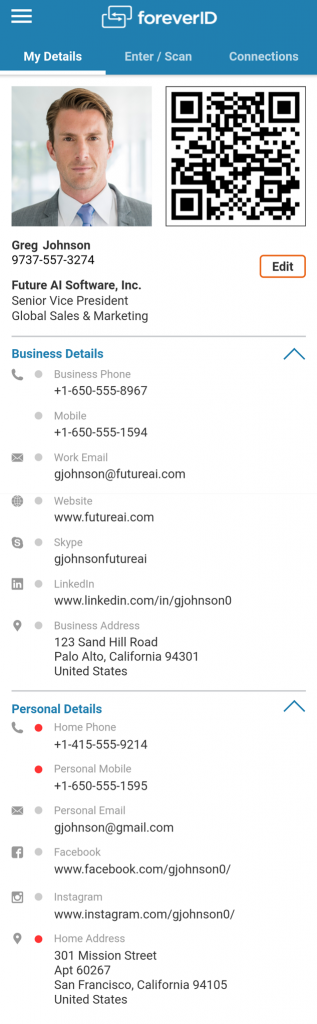 foreverID
My Details
Enter / Scan
Connections
Greg Johnson
9737-557-3274
Edit
Future AI Software, Inc.
Senior Vice President
Global Sales & Marketing
Business Details
Business Phone
+1-650-555-8967
Mobile
+1-650-555-1594
Work Email
gjohnson@futureai.com
Website
www.futureai.com
Skype
gjohnsonfutureai
LinkedIn
www.linkedin.com/in/gjohnson0
Business Address
123 Sand Hill Road
Palo Alto, California 94301
United States
Personal Details
Home Phone
+1-415-555-9214
Personal Mobile
+1-650-555-1595
Personal Email
gjohnson@gmail.com
Facebook
www.facebook.com/gjohnson0/
Instagram
www.instagram.com/gjohnson0/
Home Address
301 Mission Street
Apt 60267
San Francisco, California 94105
United States